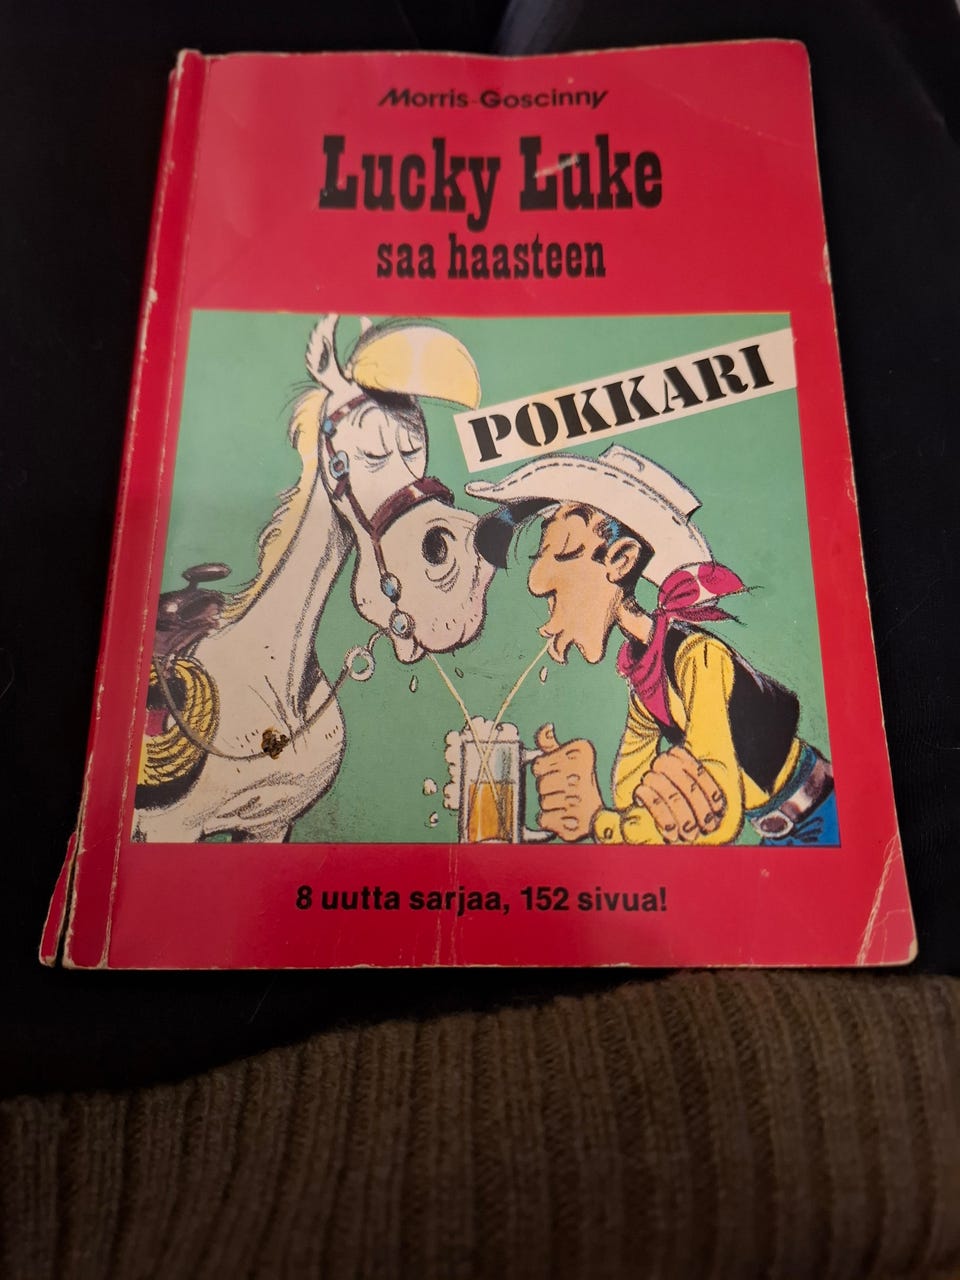 Morris-Goscinny
Lucky Luke
saa haasteen
POKKARI
8 uutta sarjaa, 152 sivua!